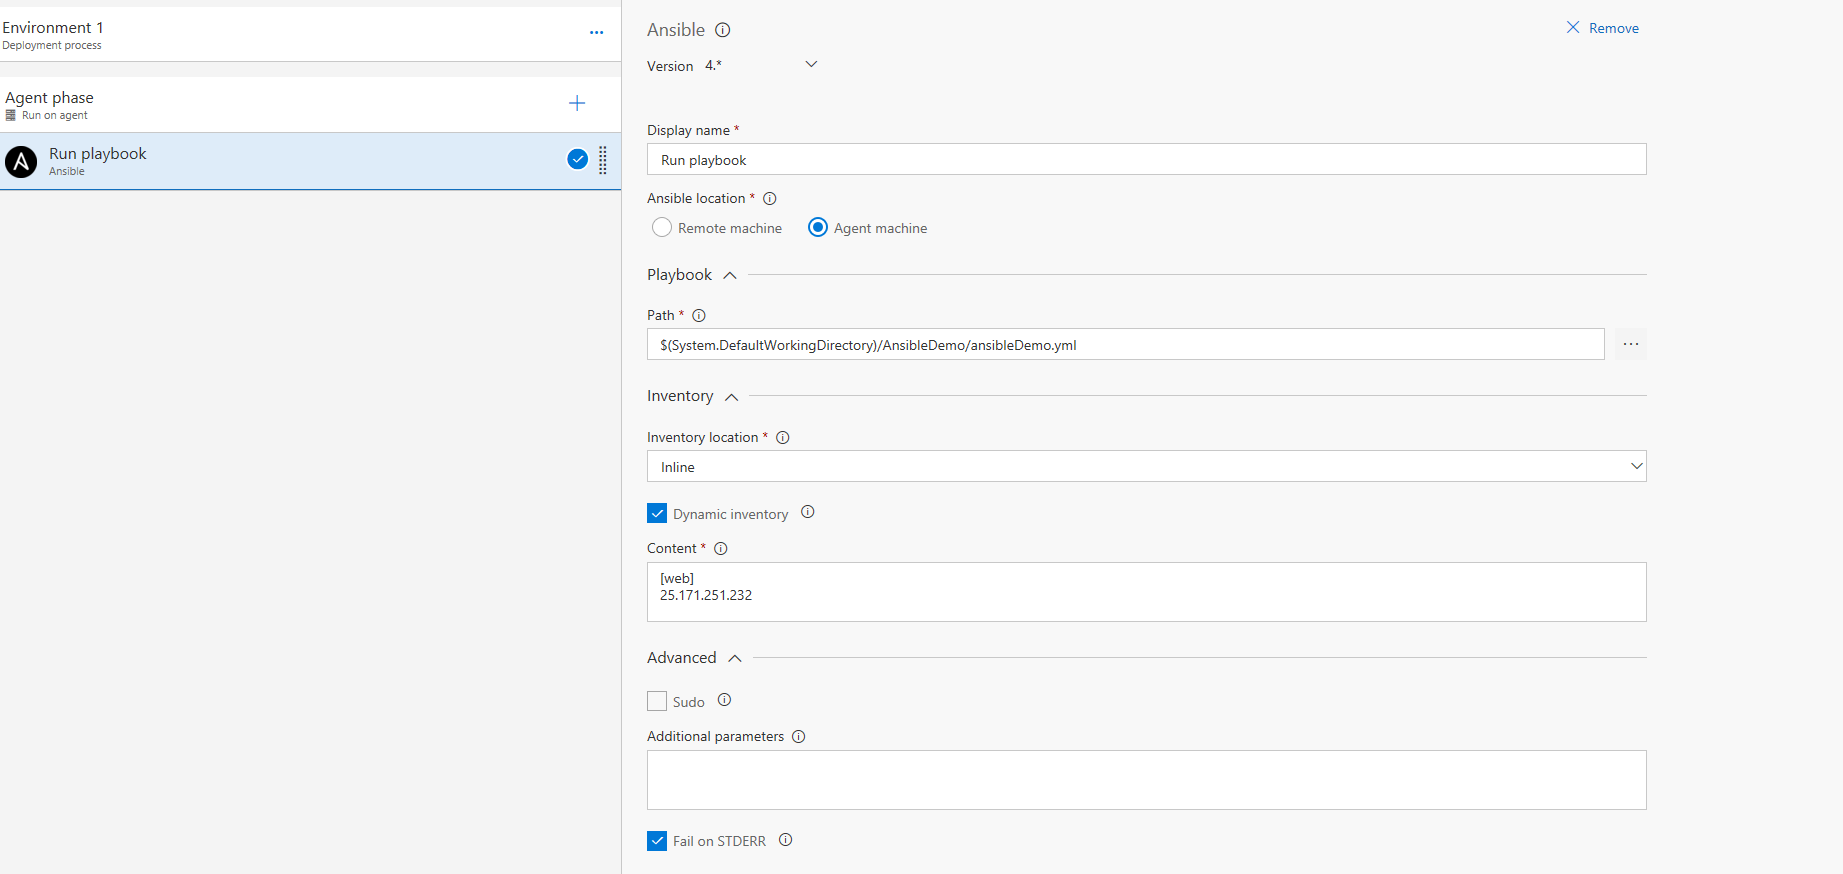 Environment 1
Deployment process
Agent phase
Run on agent
Run playbook
Ansible
Ansible
Remove
Version 4.*
Display name *
Run playbook
Ansible location *
Remote machine Agent machine
Playbook
Path *
$(System.DefaultWorkingDirectory)/AnsibleDemo/ansibleDemo.yml
Inventory
Inventory location *
Inline
Dynamic inventory
Content *
[web]
25.171.251.232
Advanced
Sudo
Additional parameters
Fail on STDERR